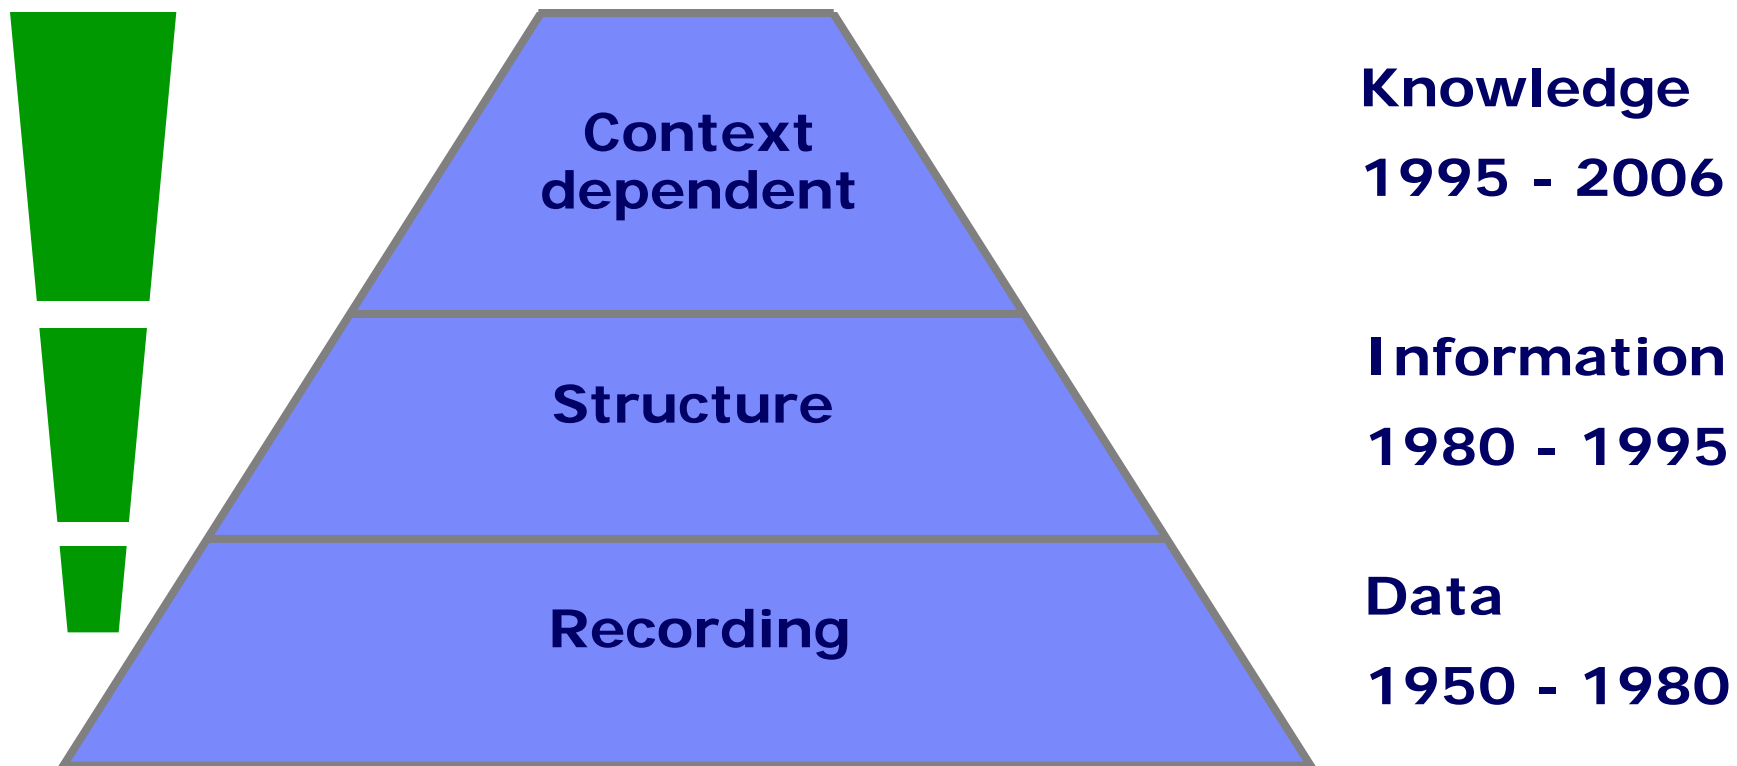 Context
dependent
Knowledge
1995 - 2006
Structure
Information
1980 - 1995
Recording
Data
1950 - 1980